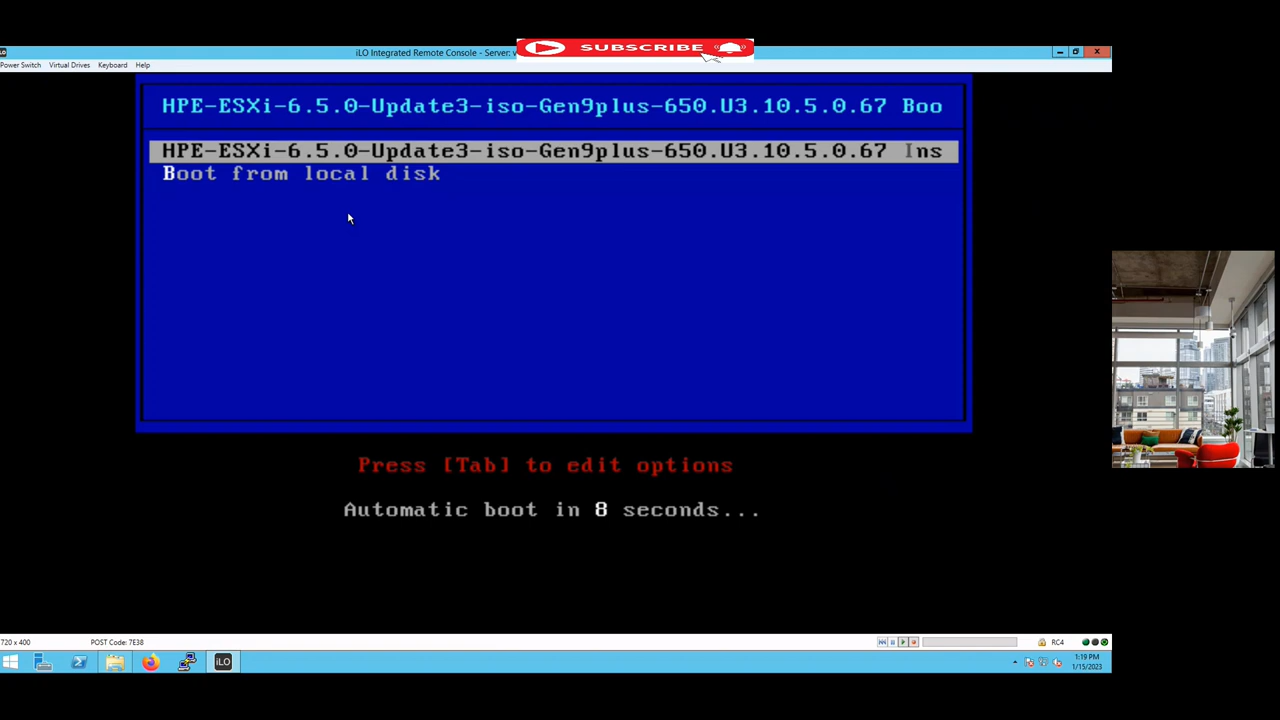 SUBSCRIBE
iLO Integrated Remote Console - Server: v
Power Switch Virtual Drives Keyboard Help
HPE-ESXi-6.5.0-Update3-iso-Gen9plus-650.U3.10.5.0.67 Boo
HPE-ESXi-6.5.0-Update3-iso-Gen9plus-650.U3.10.5.0.67 Ins
Boot from local disk
Press [Tab] to edit options
Automatic boot in 8 seconds...
720 x 400 POST Code: 7E38 RC4
iLO 1:19 PM
1/15/2023